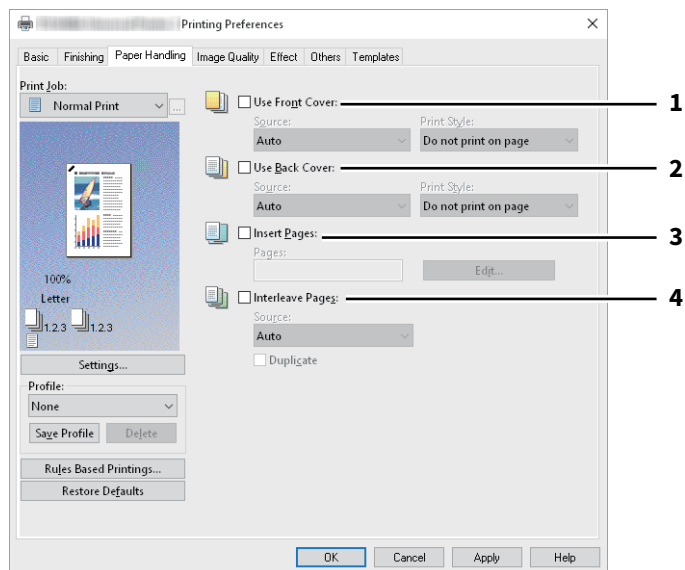 Printing Preferences
Basic Finishing Paper Handling Image Quality Effect Others Templates
Print Job:
Normal Print ...
100%
Letter
1.2.3 1.2.3
Settings...
Profile:
None
Save Profile Delete
Rules Based Printings...
Restore Defaults
Use Front Cover: 1
Source: Print Style:
Auto Do not print on page
Use Back Cover: 2
Source: Print Style:
Auto Do not print on page
Insert Pages: 3
Pages:
Edit...
Interleave Pages: 4
Source:
Auto
Duplicate
OK Cancel Apply Help